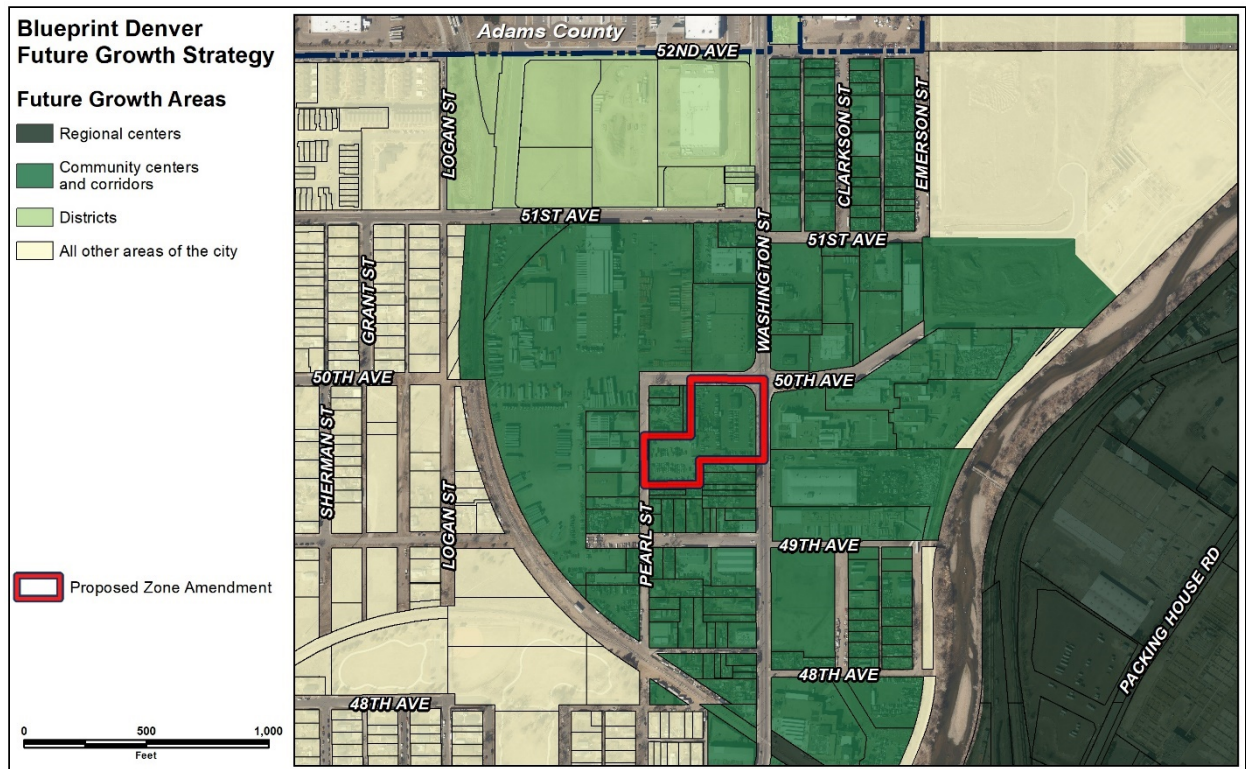 Blueprint Denver
Future Growth Strategy
Future Growth Areas
Regional centers
Community centers
and corridors
Districts
All other areas of the city
Proposed Zone Amendment
0 500 1,000
Feet
Adams County
52ND AVE
LOGAN ST
CLARKSON ST
EMERSON ST
51ST AVE
WASHINGTON ST
51ST AVE
GRANT ST
50TH AVE
50TH AVE
SHERMAN ST
LOGAN ST
PEARL ST
49TH AVE
PACKING HOUSE RD
48TH AVE
48TH AVE